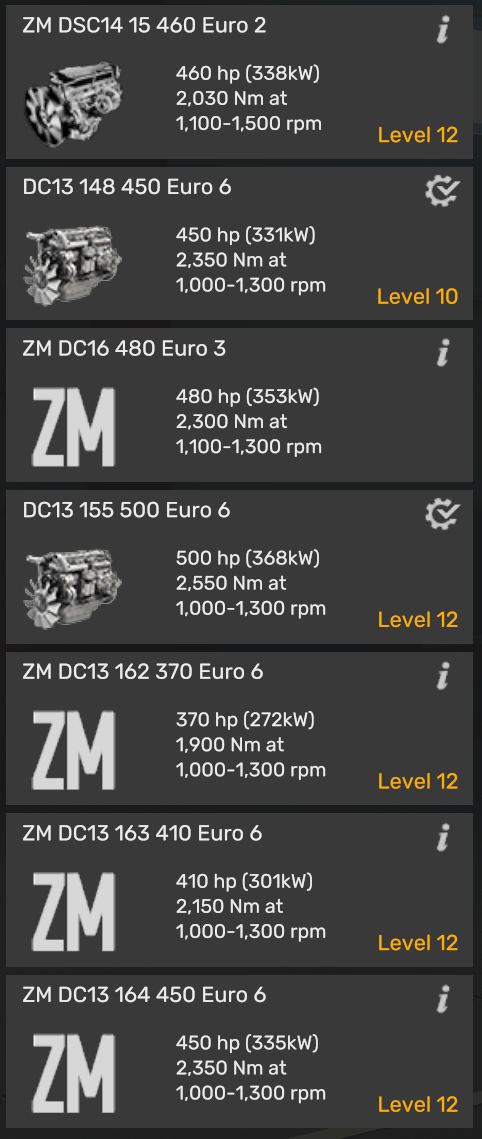 ZM DSC14 15 460 Euro 2
i
460 hp (338kW)
2,030 Nm at
1,100-1,500 rpm
Level 12
DC13 148 450 Euro 6
450 hp (331kW)
2,350 Nm at
1,000-1,300 rpm
Level 10
ZM DC16 480 Euro 3
i
ZM
480 hp (353kW)
2,300 Nm at
1,100-1,300 rpm
DC13 155 500 Euro 6
500 hp (368kW)
2,550 Nm at
1,000-1,300 rpm
Level 12
ZM DC13 162 370 Euro 6
i
ZM
370 hp (272kW)
1,900 Nm at
1,000-1,300 rpm
Level 12
ZM DC13 163 410 Euro 6
i
ZM
410 hp (301kW)
2,150 Nm at
1,000-1,300 rpm
Level 12
ZM DC13 164 450 Euro 6
i
ZM
450 hp (335kW)
2,350 Nm at
1,000-1,300 rpm
Level 12